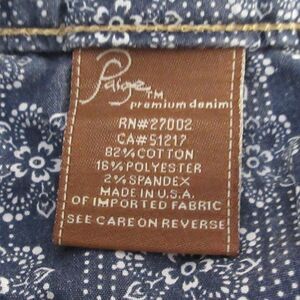 Paige TM
premium denim
RN#27002
CA#51217
82%COTTON
16%POLYESTER
2%SPANDEX
MADE IN U.S.A.
OF IMPORTED FABRIC
SEE CARE ON REVERSE